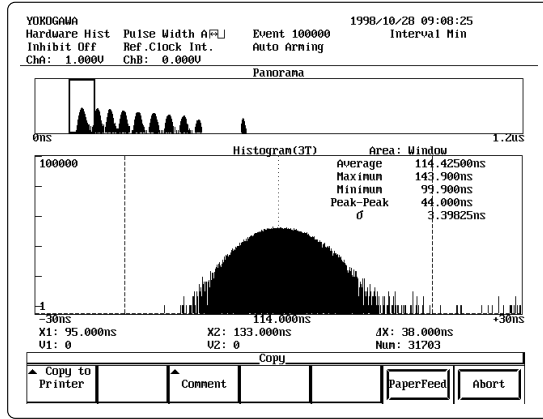 YOKOGAWA 1998/10/28 09:08:25
Hardware Hist Pulse Width A Event 100000 Interval Min
Inhibit Off Ref.Clock Int. Auto Arming
ChA: 1.000V ChB: 0.000V
Panorama
0ns 1.2us
Histogram(3T) Area: Window
100000
Average 114.42500ns
Maximum 143.900ns
Minimum 99.900ns
Peak-Peak 44.000ns
σ 3.39825ns
1
-30ns 114.000ns +30ns
X1: 95.000ns X2: 133.000ns ΔX: 38.000ns
V1: 0 V2: 0 Num: 31703
Copy
Copy to Printer Comment PaperFeed Abort